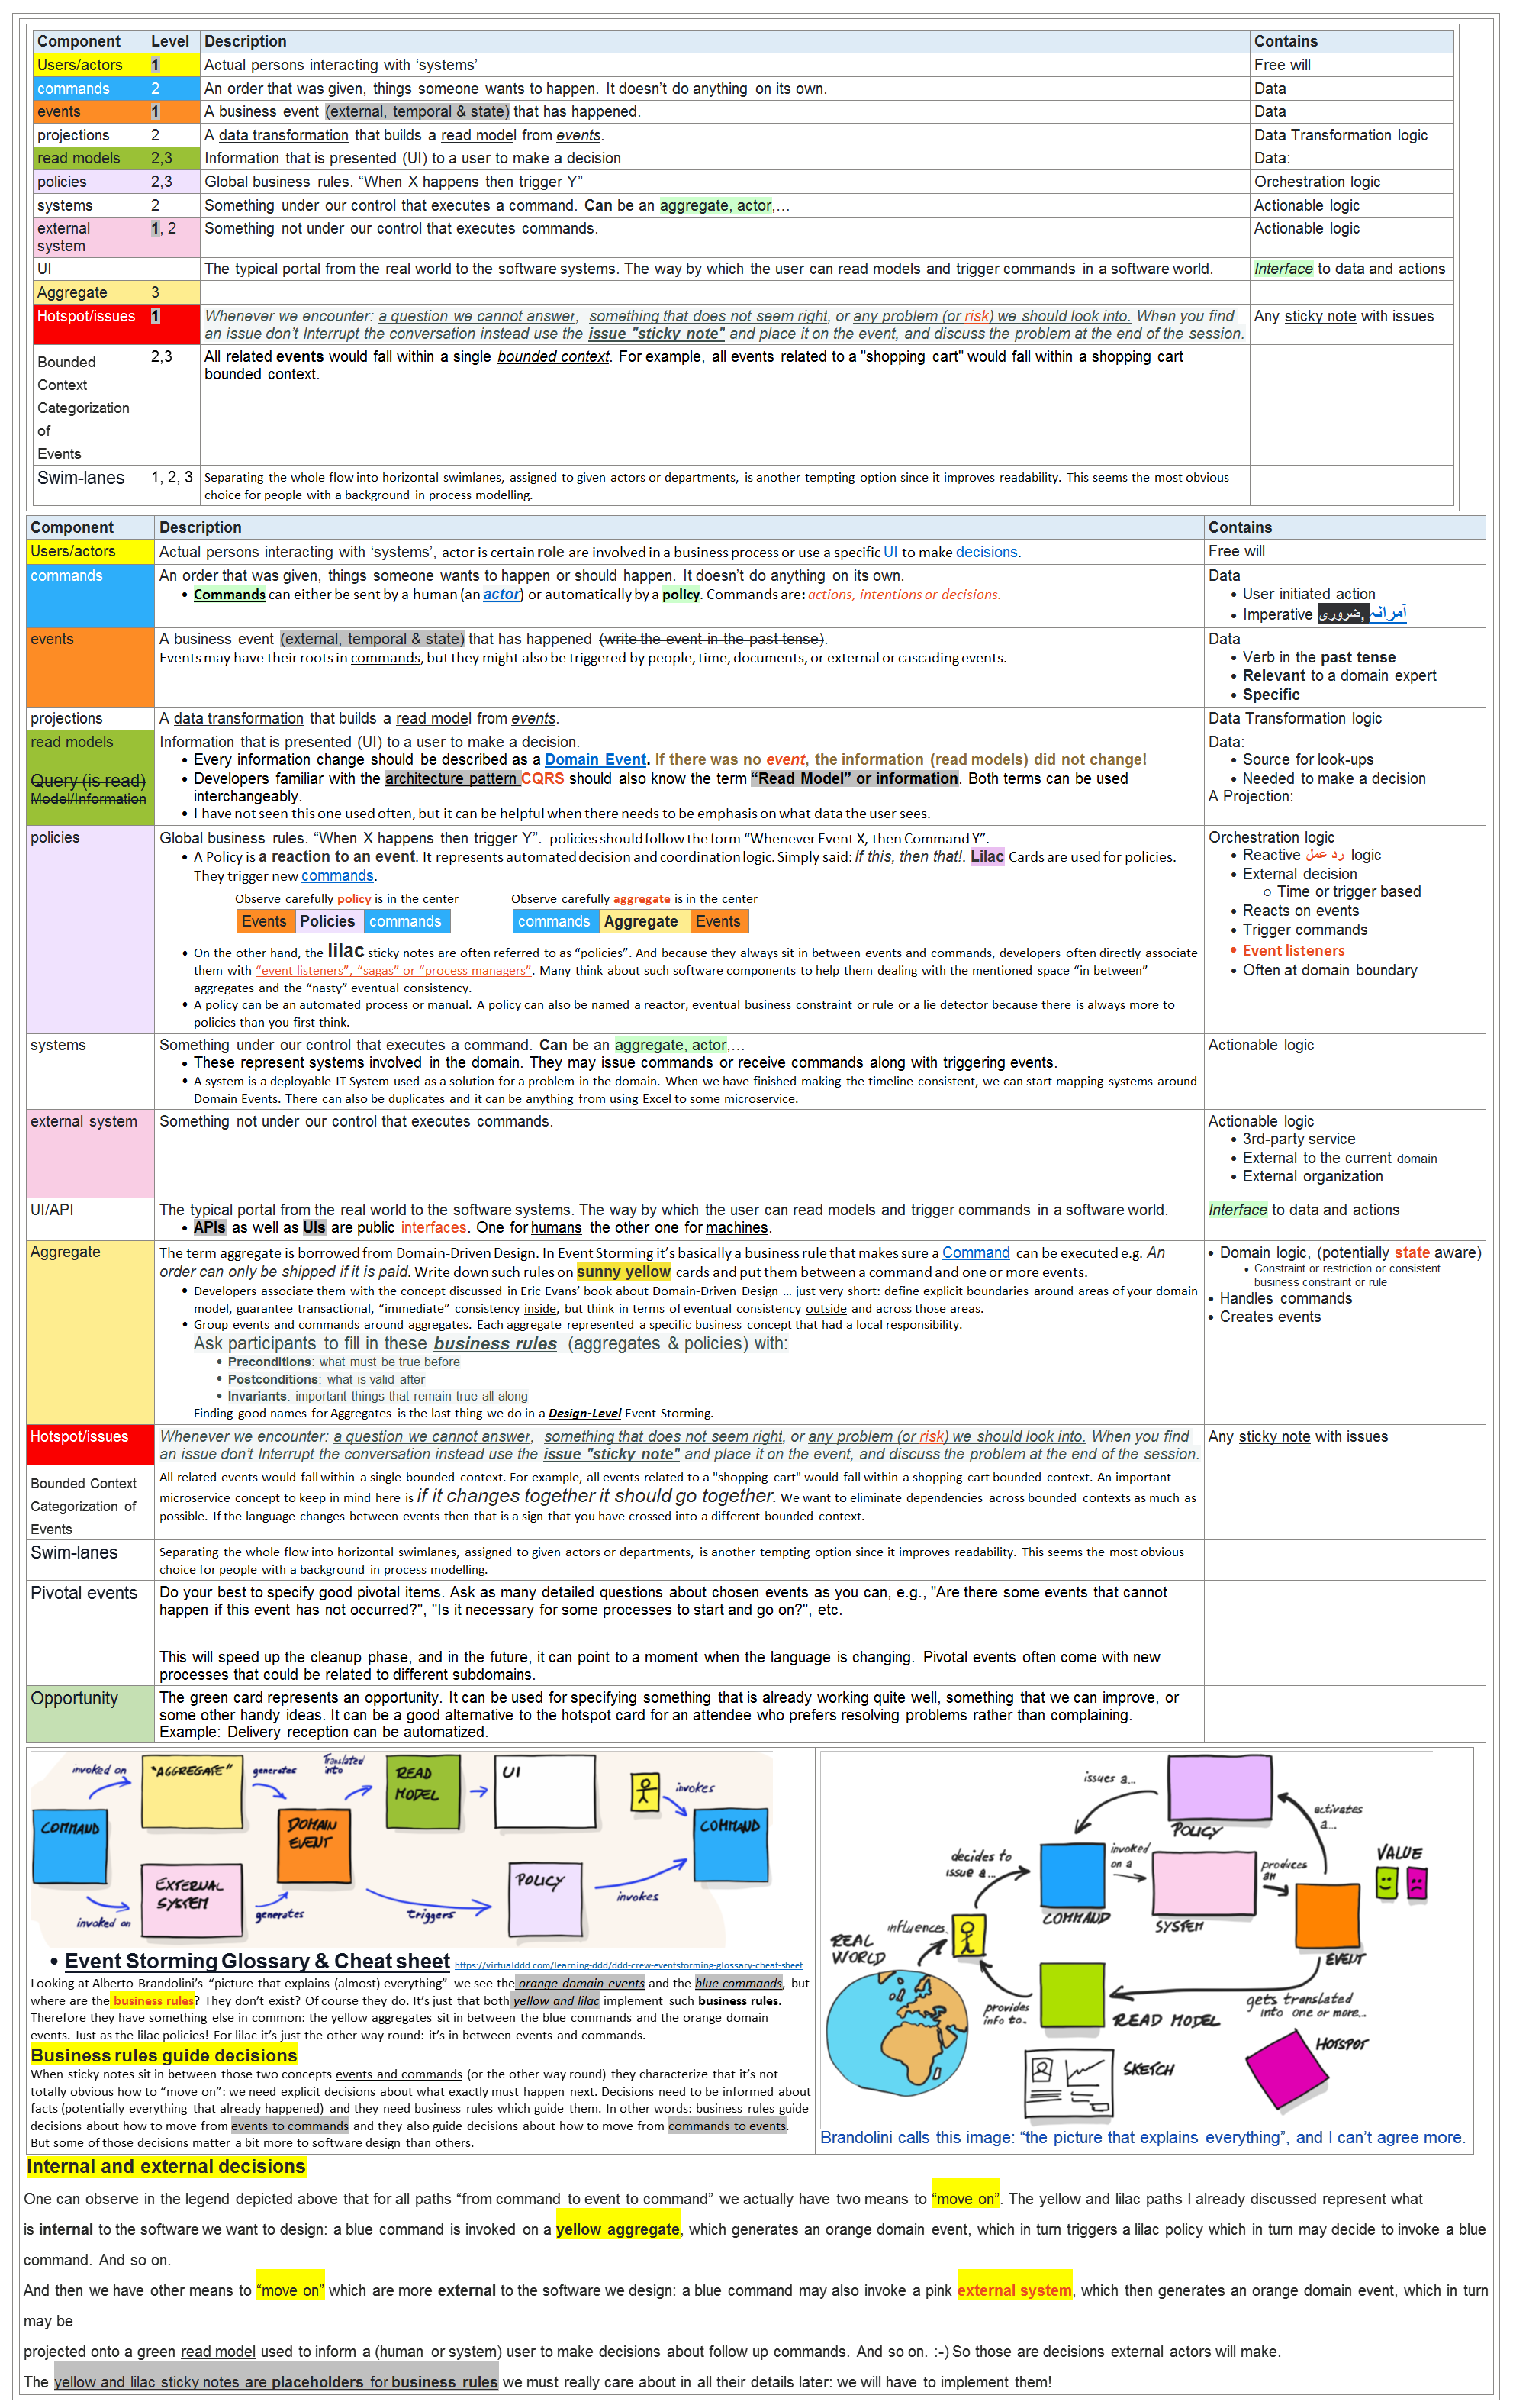 Component Level Description Contains
Users/actors 1 Actual persons interacting with ‘systems’ Free will
commands 2 An order that was given, things someone wants to happen. It doesn’t do anything on its own. Data
events 1 A business event (external, temporal & state) that has happened. Data
projections 2 A data transformation that builds a read model from events. Data Transformation logic
read models 2,3 Information that is presented (UI) to a user to make a decision Data:
policies 2,3 Global business rules. “When X happens then trigger Y” Orchestration logic
systems 2 Something under our control that executes a command. Can be an aggregate, actor,… Actionable logic
external 1, 2 Something not under our control that executes commands. Actionable logic
system
UI The typical portal from the real world to the software systems. The way by which the user can read models and trigger commands in a software world. Interface to data and actions
Aggregate 3
Hotspot/issues 1 Whenever we encounter: a question we cannot answer, something that does not seem right, or any problem (or risk) we should look into. When you find Any sticky note with issues
an issue don’t Interrupt the conversation instead use the issue "sticky note" and place it on the event, and discuss the problem at the end of the session.
Bounded 2,3 All related events would fall within a single bounded context. For example, all events related to a "shopping cart" would fall within a shopping cart
Context bounded context.
Categorization
of
Events
Swim-lanes 1, 2, 3 Separating the whole flow into horizontal swimlanes, assigned to given actors or departments, is another tempting option since it improves readability. This seems the most obvious
choice for people with a background in process modelling.
Component Description Contains
Users/actors Actual persons interacting with ‘systems’, actor is certain role are involved in a business process or use a specific UI to make decisions. Free will
commands An order that was given, things someone wants to happen or should happen. It doesn’t do anything on its own. Data
• Commands can either be sent by a human (an actor) or automatically by a policy. Commands are: actions, intentions or decisions. • User initiated action
• Imperative آمرانہ, ضروری
events A business event (external, temporal & state) that has happened (write the event in the past tense). Data
Events may have their roots in commands, but they might also be triggered by people, time, documents, or external or cascading events. • Verb in the past tense
• Relevant to a domain expert
• Specific
projections A data transformation that builds a read model from events. Data Transformation logic
read models Information that is presented (UI) to a user to make a decision. Data:
• Every information change should be described as a Domain Event. If there was no event, the information (read models) did not change! • Source for look-ups
Query (is read) • Developers familiar with the architecture pattern CQRS should also know the term “Read Model” or information. Both terms can be used • Needed to make a decision
Model/Information interchangeably. A Projection:
• I have not seen this one used often, but it can be helpful when there needs to be emphasis on what data the user sees.
policies Global business rules. “When X happens then trigger Y”. policies should follow the form “Whenever Event X, then Command Y”. Orchestration logic
• A Policy is a reaction to an event. It represents automated decision and coordination logic. Simply said: If this, then that!. Lilac Cards are used for policies. • Reactive رد عمل logic
They trigger new commands. • External decision
○ Time or trigger based
Observe carefully policy is in the center Observe carefully aggregate is in the center • Reacts on events
Events Policies commands commands Aggregate Events • Trigger commands
• On the other hand, the lilac sticky notes are often referred to as “policies”. And because they always sit in between events and commands, developers often directly associate • Event listeners
them with “event listeners”, “sagas” or “process managers”. Many think about such software components to help them dealing with the mentioned space “in between” • Often at domain boundary
aggregates and the “nasty” eventual consistency.
• A policy can be an automated process or manual. A policy can also be named a reactor, eventual business constraint or rule or a lie detector because there is always more to
policies than you first think.
systems Something under our control that executes a command. Can be an aggregate, actor,… Actionable logic
• These represent systems involved in the domain. They may issue commands or receive commands along with triggering events.
• A system is a deployable IT System used as a solution for a problem in the domain. When we have finished making the timeline consistent, we can start mapping systems around
Domain Events. There can also be duplicates and it can be anything from using Excel to some microservice.
external system Something not under our control that executes commands. Actionable logic
• 3rd-party service
• External to the current domain
• External organization
UI/API The typical portal from the real world to the software systems. The way by which the user can read models and trigger commands in a software world. Interface to data and actions
• APIs as well as UIs are public interfaces. One for humans the other one for machines.
Aggregate The term aggregate is borrowed from Domain-Driven Design. In Event Storming it’s basically a business rule that makes sure a Command can be executed e.g. An • Domain logic, (potentially state aware)
order can only be shipped if it is paid. Write down such rules on sunny yellow cards and put them between a command and one or more events. • Constraint or restriction or consistent
• Developers associate them with the concept discussed in Eric Evans’ book about Domain-Driven Design … just very short: define explicit boundaries around areas of your domain business constraint or rule
model, guarantee transactional, “immediate” consistency inside, but think in terms of eventual consistency outside and across those areas. • Handles commands
• Group events and commands around aggregates. Each aggregate represented a specific business concept that had a local responsibility. • Creates events
Ask participants to fill in these business rules (aggregates & policies) with:
• Preconditions: what must be true before
• Postconditions: what is valid after
• Invariants: important things that remain true all along
Finding good names for Aggregates is the last thing we do in a Design-Level Event Storming.
Hotspot/issues Whenever we encounter: a question we cannot answer, something that does not seem right, or any problem (or risk) we should look into. When you find Any sticky note with issues
an issue don’t Interrupt the conversation instead use the issue "sticky note" and place it on the event, and discuss the problem at the end of the session.
Bounded Context All related events would fall within a single bounded context. For example, all events related to a "shopping cart" would fall within a shopping cart bounded context. An important
Categorization of microservice concept to keep in mind here is if it changes together it should go together. We want to eliminate dependencies across bounded contexts as much as
Events possible. If the language changes between events then that is a sign that you have crossed into a different bounded context.
Swim-lanes Separating the whole flow into horizontal swimlanes, assigned to given actors or departments, is another tempting option since it improves readability. This seems the most obvious
choice for people with a background in process modelling.
Pivotal events Do your best to specify good pivotal items. Ask as many detailed questions about chosen events as you can, e.g., "Are there some events that cannot
happen if this event has not occurred?", "Is it necessary for some processes to start and go on?", etc.
This will speed up the cleanup phase, and in the future, it can point to a moment when the language is changing. Pivotal events often come with new
processes that could be related to different subdomains.
Opportunity The green card represents an opportunity. It can be used for specifying something that is already working quite well, something that we can improve, or
some other handy ideas. It can be a good alternative to the hotspot card for an attendee who prefers resolving problems rather than complaining.
Example: Delivery reception can be automatized.
invoked on "AGGREGATE" generates Translated into READ MODEL UI invokes
COMMAND DOMAIN EVENT COMMAND
EXTERNAL SYSTEM POLICY
invoked on generates triggers invokes
• Event Storming Glossary & Cheat sheet https://virtualddd.com/learning-ddd/ddd-crew-eventstorming-glossary-cheat-sheet
Looking at Alberto Brandolini’s “picture that explains (almost) everything” we see the orange domain events and the blue commands, but
where are the business rules? They don’t exist? Of course they do. It’s just that both yellow and lilac implement such business rules.
Therefore they have something else in common: the yellow aggregates sit in between the blue commands and the orange domain
events. Just as the lilac policies! For lilac it’s just the other way round: it’s in between events and commands.
Business rules guide decisions
When sticky notes sit in between those two concepts events and commands (or the other way round) they characterize that it’s not
totally obvious how to “move on”: we need explicit decisions about what exactly must happen next. Decisions need to be informed about
facts (potentially everything that already happened) and they need business rules which guide them. In other words: business rules guide
decisions about how to move from events to commands and they also guide decisions about how to move from commands to events.
But some of those decisions matter a bit more to software design than others.
issues a...
POLICY
activates a...
decides to issue a...
invoked on a
produces an
VALUE
COMMAND
SYSTEM
EVENT
influences
REAL WORLD
provides info to..
READ MODEL
gets translated into one or more...
SKETCH
HOTSPOT
Brandolini calls this image: “the picture that explains everything”, and I can’t agree more.
Internal and external decisions
One can observe in the legend depicted above that for all paths “from command to event to command” we actually have two means to “move on”. The yellow and lilac paths I already discussed represent what
is internal to the software we want to design: a blue command is invoked on a yellow aggregate, which generates an orange domain event, which in turn triggers a lilac policy which in turn may decide to invoke a blue
command. And so on.
And then we have other means to “move on” which are more external to the software we design: a blue command may also invoke a pink external system, which then generates an orange domain event, which in turn
may be
projected onto a green read model used to inform a (human or system) user to make decisions about follow up commands. And so on. :-) So those are decisions external actors will make.
The yellow and lilac sticky notes are placeholders for business rules we must really care about in all their details later: we will have to implement them!